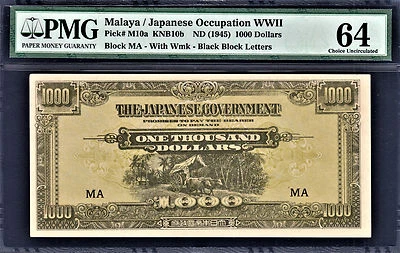 PMG
PAPER MONEY GUARANTY
Malaya / Japanese Occupation WWII
Pick# M10a KNB10b ND (1945) 1000 Dollars
Block MA - With Wmk - Black Block Letters
64
Choice Uncirculated
1000 1000
THE JAPANESE GOVERNMENT
PROMISES TO PAY THE BEARER
ON DEMAND
ONE THOUSAND
DOLLARS
MA MA
1000
1000 1000